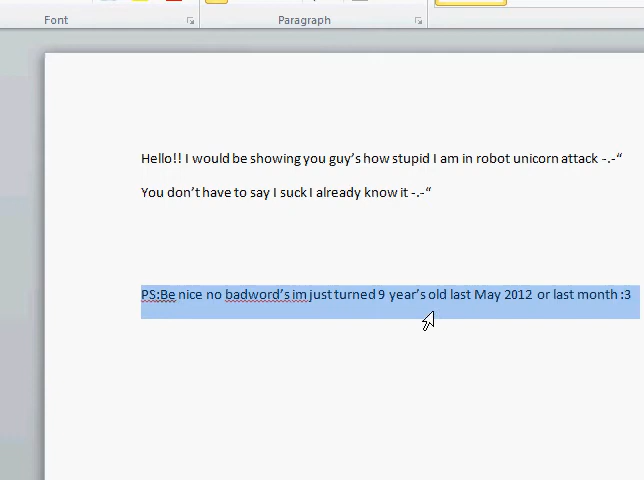 Font
Paragraph
Hello!! I would be showing you guy’s how stupid I am in robot unicorn attack -.-“
You don’t have to say I suck I already know it -.-“
PS:Be nice no badword’s im just turned 9 year’s old last May 2012 or last month :3